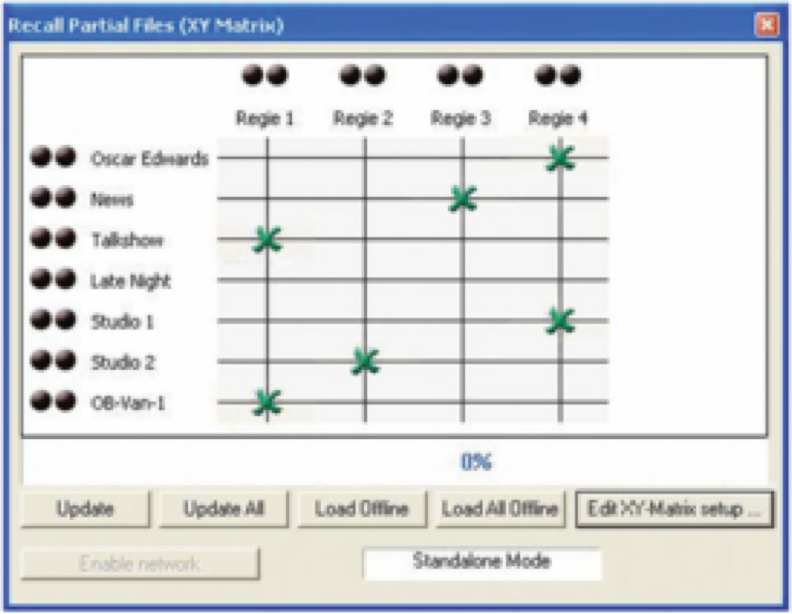 Recall Partial Files (XY Matrix)
Regie 1 Regie 2 Regie 3 Regie 4
Oscar Edwards
News
Talkshow
Late Night
Studio 1
Studio 2
OB-Van-1
0%
Update Update All Load Offline Load All Offline Edit XY-Matrix setup ...
Enable network Standalone Mode